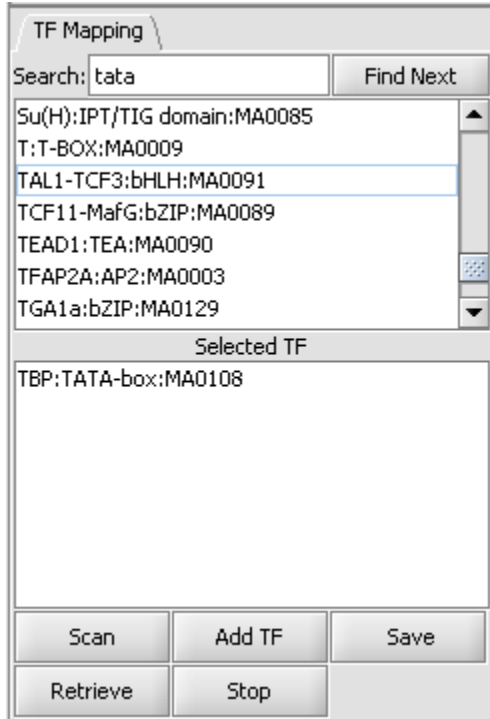 TF Mapping
Search: tata Find Next
Su(H):IPT/TIG domain:MA0085
T:T-BOX:MA0009
TAL1-TCF3:bHLH:MA0091
TCF11-MafG:bZIP:MA0089
TEAD1:TEA:MA0090
TFAP2A:AP2:MA0003
TGA1a:bZIP:MA0129
Selected TF
TBP:TATA-box:MA0108
Scan Add TF Save
Retrieve Stop